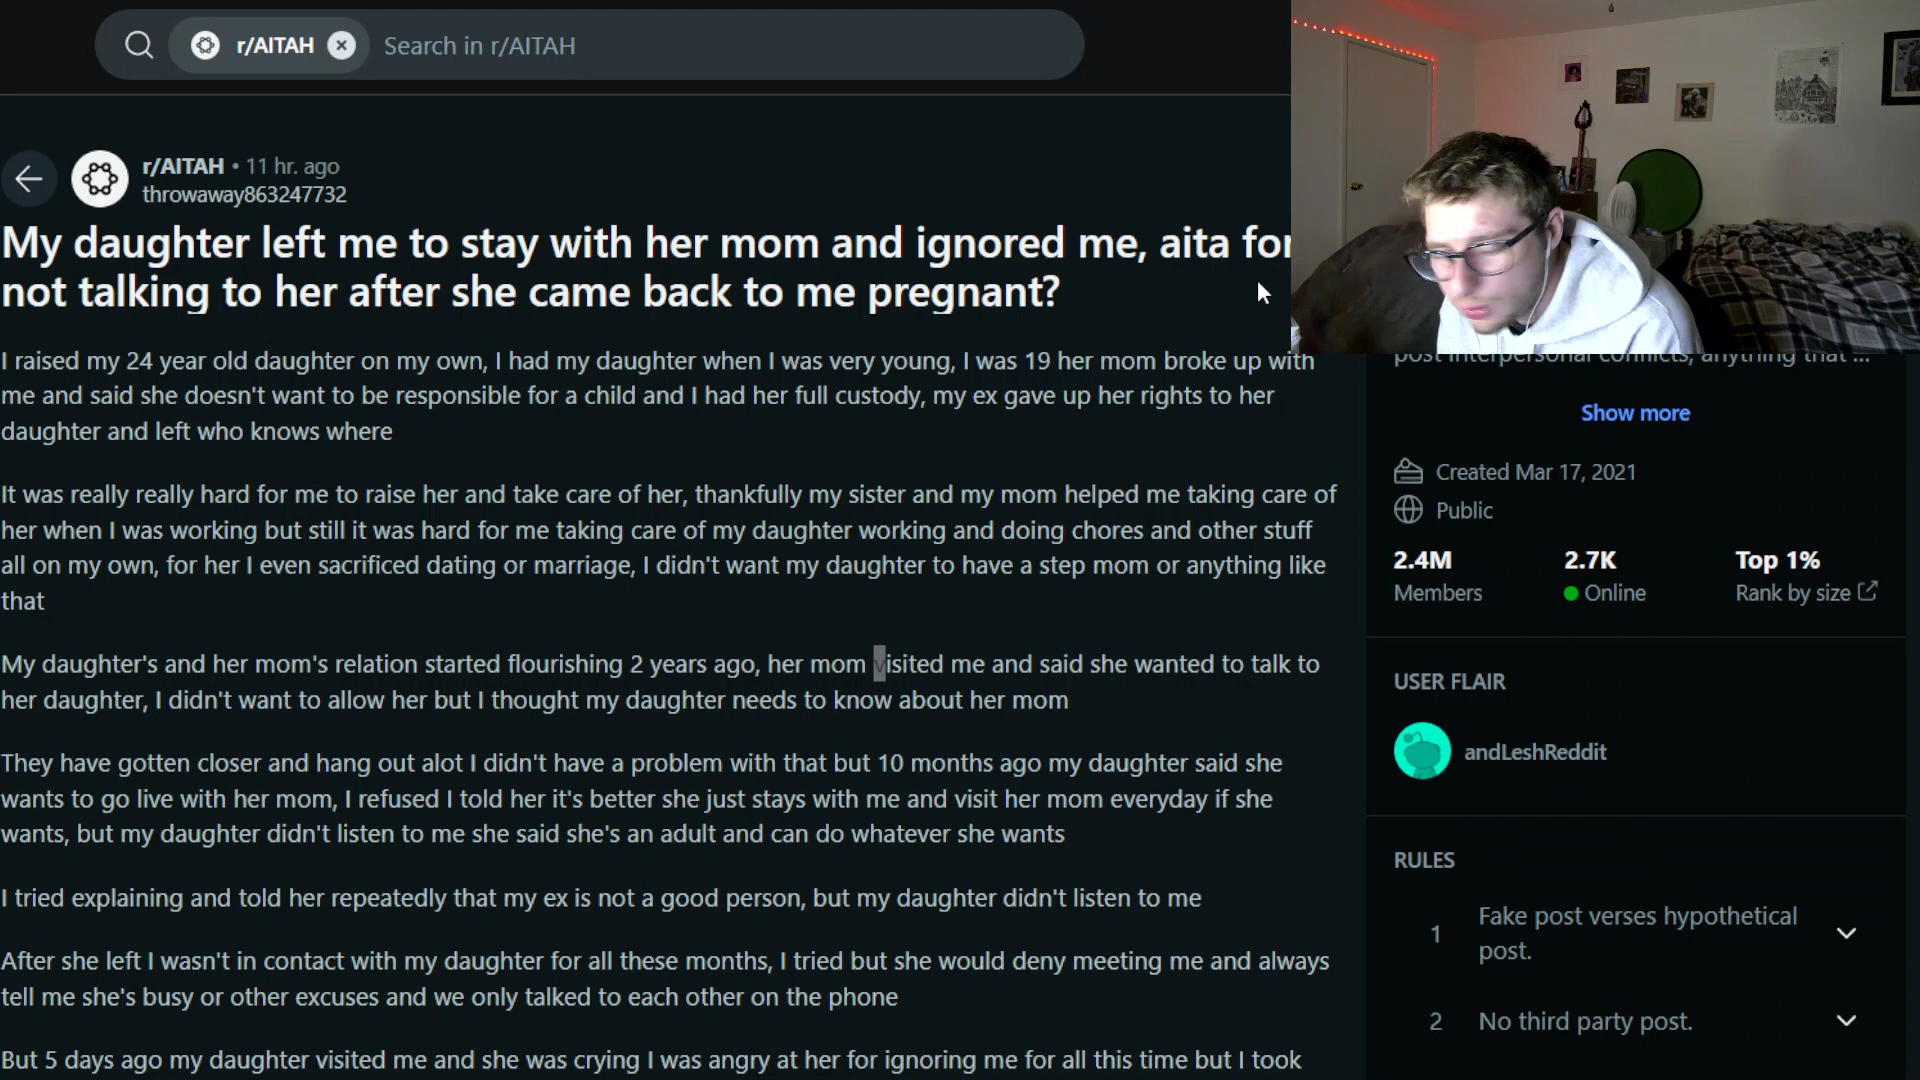 r/AITAH
Search in r/AITAH
r/AITAH • 11 hr. ago
throwaway863247732
My daughter left me to stay with her mom and ignored me, aita for
not talking to her after she came back to me pregnant?
I raised my 24 year old daughter on my own, I had my daughter when I was very young, I was 19 her mom broke up with
me and said she doesn't want to be responsible for a child and I had her full custody, my ex gave up her rights to her
daughter and left who knows where
It was really really hard for me to raise her and take care of her, thankfully my sister and my mom helped me taking care of
her when I was working but still it was hard for me taking care of my daughter working and doing chores and other stuff
all on my own, for her I even sacrificed dating or marriage, I didn't want my daughter to have a step mom or anything like
that
My daughter's and her mom's relation started flourishing 2 years ago, her mom visited me and said she wanted to talk to
her daughter, I didn't want to allow her but I thought my daughter needs to know about her mom
They have gotten closer and hang out alot I didn't have a problem with that but 10 months ago my daughter said she
wants to go live with her mom, I refused I told her it's better she just stays with me and visit her mom everyday if she
wants, but my daughter didn't listen to me she said she's an adult and can do whatever she wants
I tried explaining and told her repeatedly that my ex is not a good person, but my daughter didn't listen to me
After she left I wasn't in contact with my daughter for all these months, I tried but she would deny meeting me and always
tell me she's busy or other excuses and we only talked to each other on the phone
But 5 days ago my daughter visited me and she was crying I was angry at her for ignoring me for all this time but I took
post interpersonal conflicts, anything that ...
Show more
Created Mar 17, 2021
Public
2.4M 2.7K Top 1%
Members Online Rank by size
USER FLAIR
andLeshReddit
RULES
1 Fake post verses hypothetical
post.
2 No third party post.